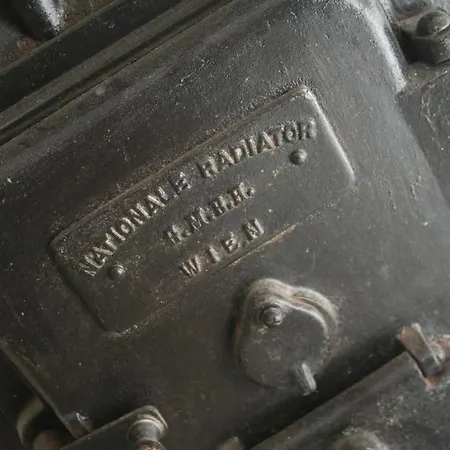 NATIONALE RADIATOR
G.M.B.H.
WIEN